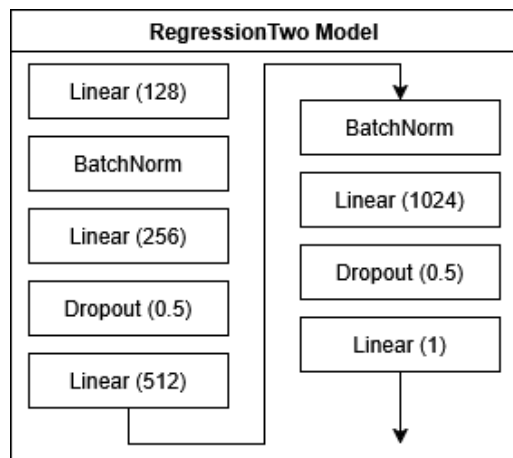 RegressionTwo Model
Linear (128)
BatchNorm
Linear (256)
Dropout (0.5)
Linear (512)
BatchNorm
Linear (1024)
Dropout (0.5)
Linear (1)